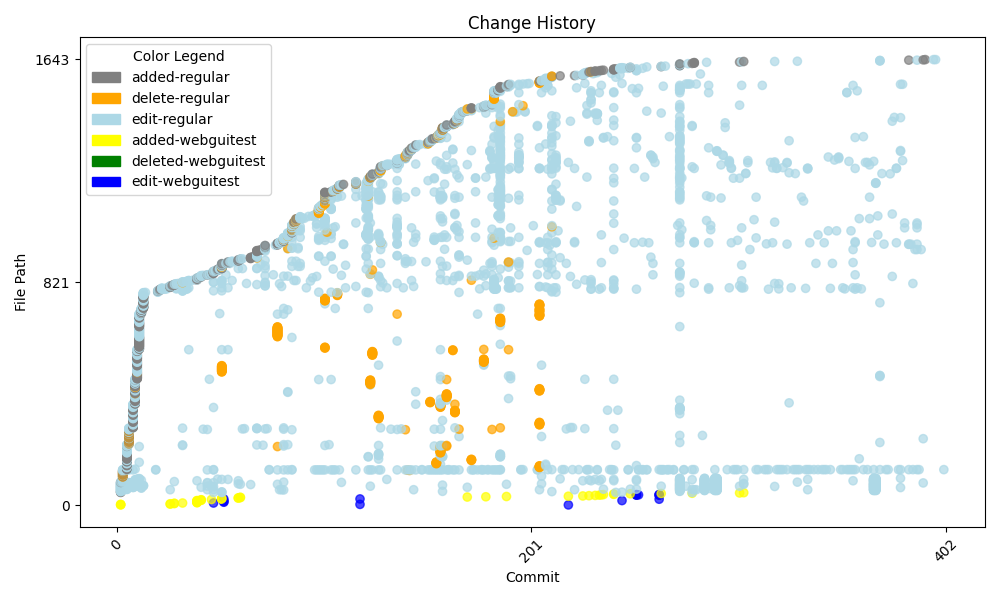 Change History
Color Legend
added-regular
delete-regular
edit-regular
added-webguitest
deleted-webguitest
edit-webguitest
1643
821
0
File Path
0
201
402
Commit